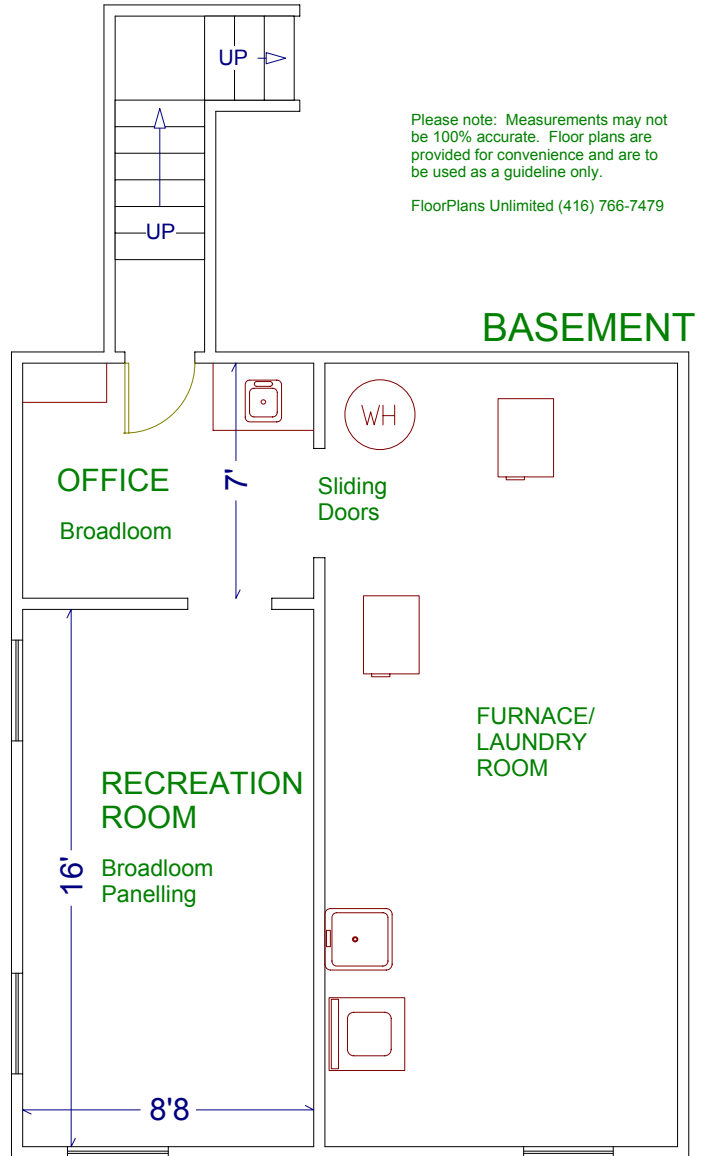 UP
Please note: Measurements may not
be 100% accurate. Floor plans are
provided for convenience and are to
be used as a guideline only.
FloorPlans Unlimited (416) 766-7479
UP
BASEMENT
WH
OFFICE
7'
Sliding
Doors
Broadloom
FURNACE/
LAUNDRY
ROOM
RECREATION
ROOM
16'
Broadloom
Panelling
8'8